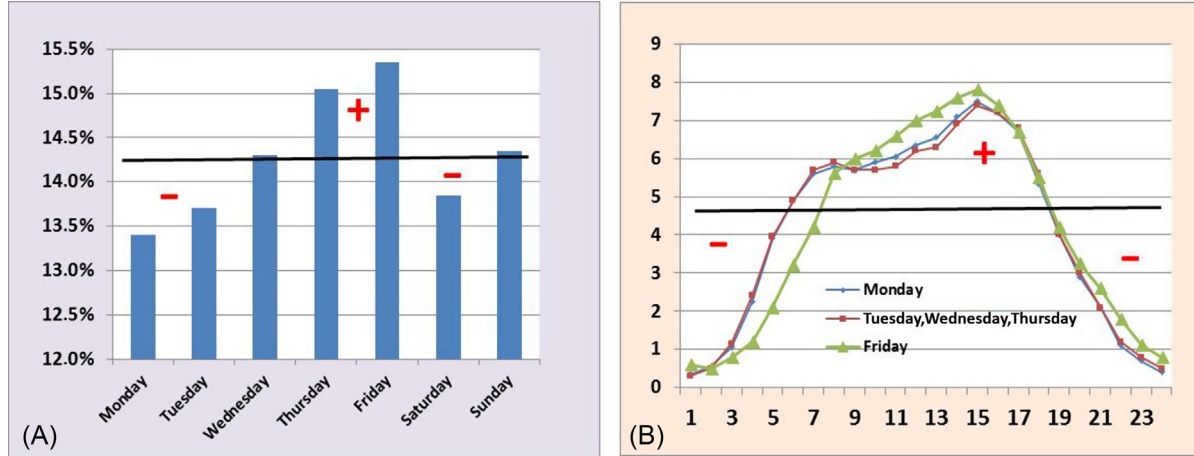 15.5%
15.0%
14.5%
14.0%
13.5%
13.0%
12.5%
12.0%
+
-
-
Monday
Tuesday
Wednesday
Thursday
Friday
Saturday
Sunday
(A)
9
8
7
6
5
4
3
2
1
0
+
-
-
Monday
Tuesday,Wednesday,Thursday
Friday
1 3 5 7 9 11 13 15 17 19 21 23
(B)